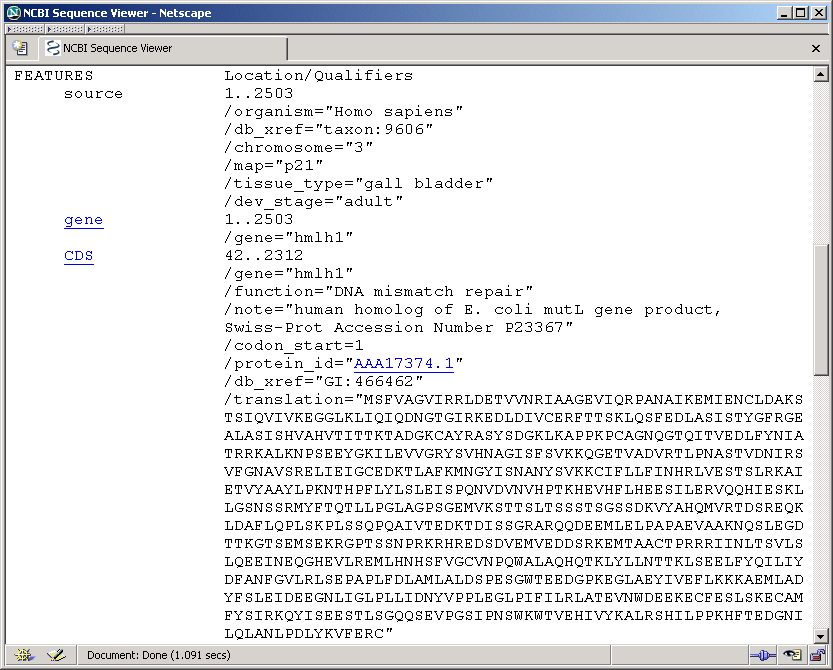 NCBI Sequence Viewer - Netscape
NCBI Sequence Viewer
FEATURES Location/Qualifiers
source 1..2503
/organism="Homo sapiens"
/db_xref="taxon:9606"
/chromosome="3"
/map="p21"
/tissue_type="gall bladder"
/dev_stage="adult"
gene 1..2503
/gene="hmlh1"
CDS 42..2312
/gene="hmlh1"
/function="DNA mismatch repair"
/note="human homolog of E. coli mutL gene product,
Swiss-Prot Accession Number P23367"
/codon_start=1
/protein_id="AAA17374.1"
/db_xref="GI:466462"
/translation="MSFVAGVIRRLDETVVNRIAAGEVIQRPANAIKEMIENCLDAKS
TSIQVIVKEGGLKLIQIQDNGTGIRKEDLDIVCERFTTSKLQSFEDLASISTYGFRGE
ALASISHVAHVTITTKTADGKCAYRASYSDGKLKAPPKPCAGNQGTQITVEDLFYNIA
TRRKALKNPSEEYGKILEVVGRYSVHNAGISFSVKKQGETVADVRTLPNASTVDNIRS
VFGNAVSRELIEIGCEDKTLAFKMNGYISNANYSVKKCIFLLFINHRLVESTSLRKAI
ETVYAAYLPKNTHPFLYLSLEISPQNVDVNVHPTKHEVHFLHEESILERVQQHIESKL
LGSNSSRMYFTQTLLPGLAGPSGEMVKSTTSLTSSSTSGSSDKVYAHQMVRTDSREQK
LDAFLQPLSKPLSSQPQAIVTEDKTDISSGRARQQDEEMLELPAPAEVAAKNQSLEGD
TTKGTSEMSEKRGPTSSNPRKRHREDSDVEMVEDDSRKEMTAACTPRRRIINLTSVLS
LQEEINEQGHEVLREMLHNHSFVGCVNPQWALAQHQTKLYLLNTTKLSEELFYQILIY
DFANFGVLRLSEPAPLFDLAMLALDSPESGWTEEDGPKEGLAEYIVEFLKKKAEMLAD
YFSLEIDEEGNLIGLPLLIDNYVPPLEGLPIFILRLATEVNWDEEKECFESLSKECAM
FYSIRKQYISEESTLSGQQSEVPGSIPNSWKWTVEHIVYKALRSHILPPKHFTEDGNI
LQLANLPDLYKVFERC"
Document: Done (1.091 secs)